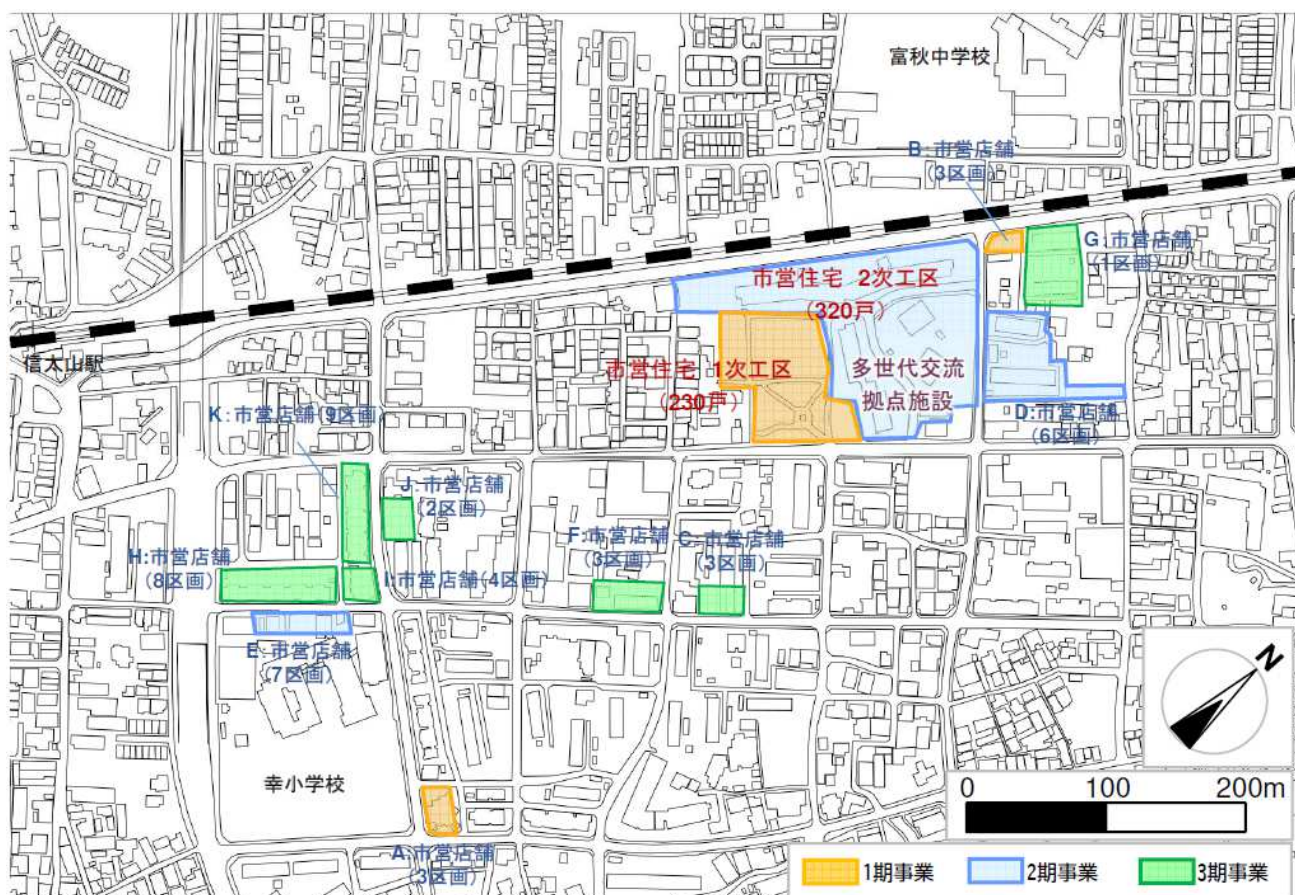 富秋中学校
B:市営店舗
(3区画)
G:市営店舗
(1区画)
市営住宅 2次工区
(320戸)
信太山駅
市営住宅 1次工区
(230戸)
多世代交流
拠点施設
D:市営店舗
(6区画)
K:市営店舗(9区画)
J:市営店舗
(2区画)
F:市営店舗
(3区画)
C:市営店舗
(3区画)
H:市営店舗
(8区画)
I:市営店舗(4区画)
E:市営店舗
(7区画)
N
幸小学校
0 100 200m
A:市営店舗
(3区画)
1期事業 2期事業 3期事業